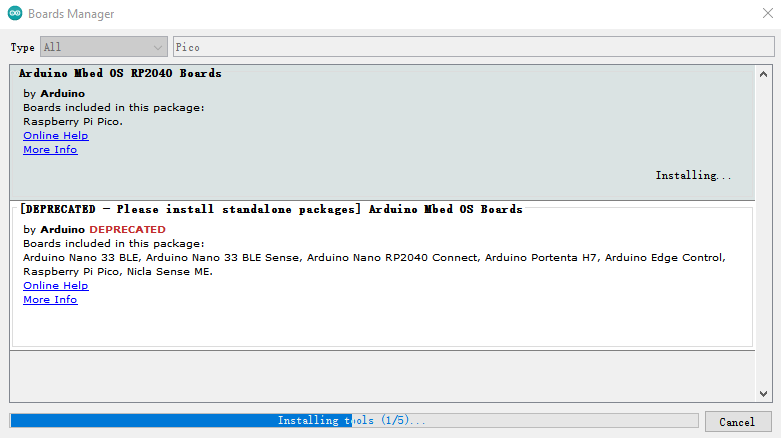 Boards Manager
Type All Pico
Arduino Mbed OS RP2040 Boards
by Arduino
Boards included in this package:
Raspberry Pi Pico.
Online Help
More Info
Installing...
[DEPRECATED - Please install standalone packages] Arduino Mbed OS Boards
by Arduino DEPRECATED
Boards included in this package:
Arduino Nano 33 BLE, Arduino Nano 33 BLE Sense, Arduino Nano RP2040 Connect, Arduino Portenta H7, Arduino Edge Control,
Raspberry Pi Pico, Nicla Sense ME.
Online Help
More Info
Installing tools (1/5)...
Cancel